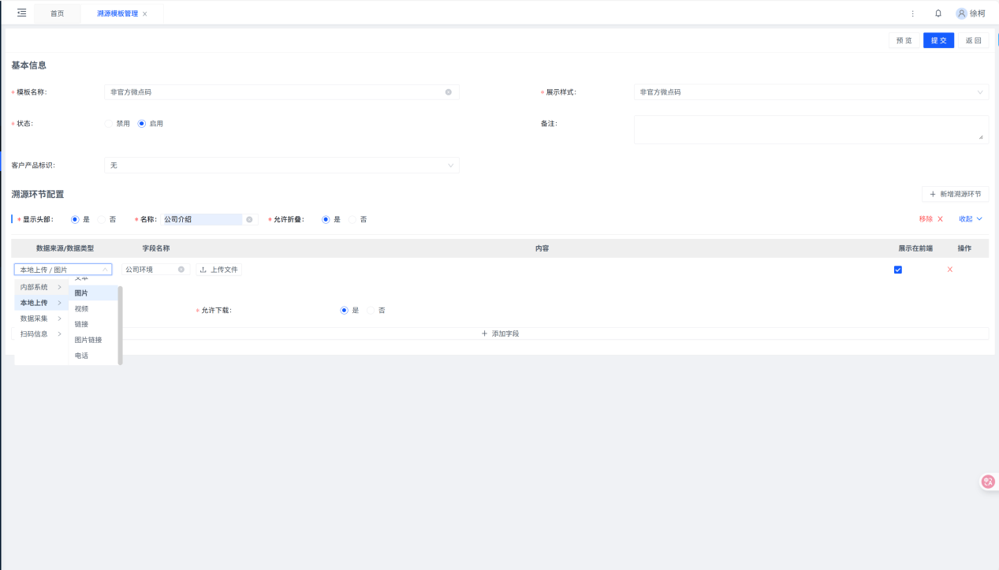 首页 溯源模板管理 徐柯
预 览 提 交 返 回
基本信息
* 模板名称: 非官方微点码 * 展示样式: 非官方微点码
* 状态: 禁用 启用 备注:
客户产品标识: 无
溯源环节配置 新增溯源环节
* 显示头部: 是 否 * 名称: 公司介绍 * 允许折叠: 是 否 移除 收起
数据来源/数据类型 字段名称 内容 展示在前端 操作
本地上传 / 图片 公司环境 上传文件
文本
内部系统 图片
本地上传 视频
* 允许下载: 是 否
数据采集 链接
扫码信息 图片链接
添加字段
电话